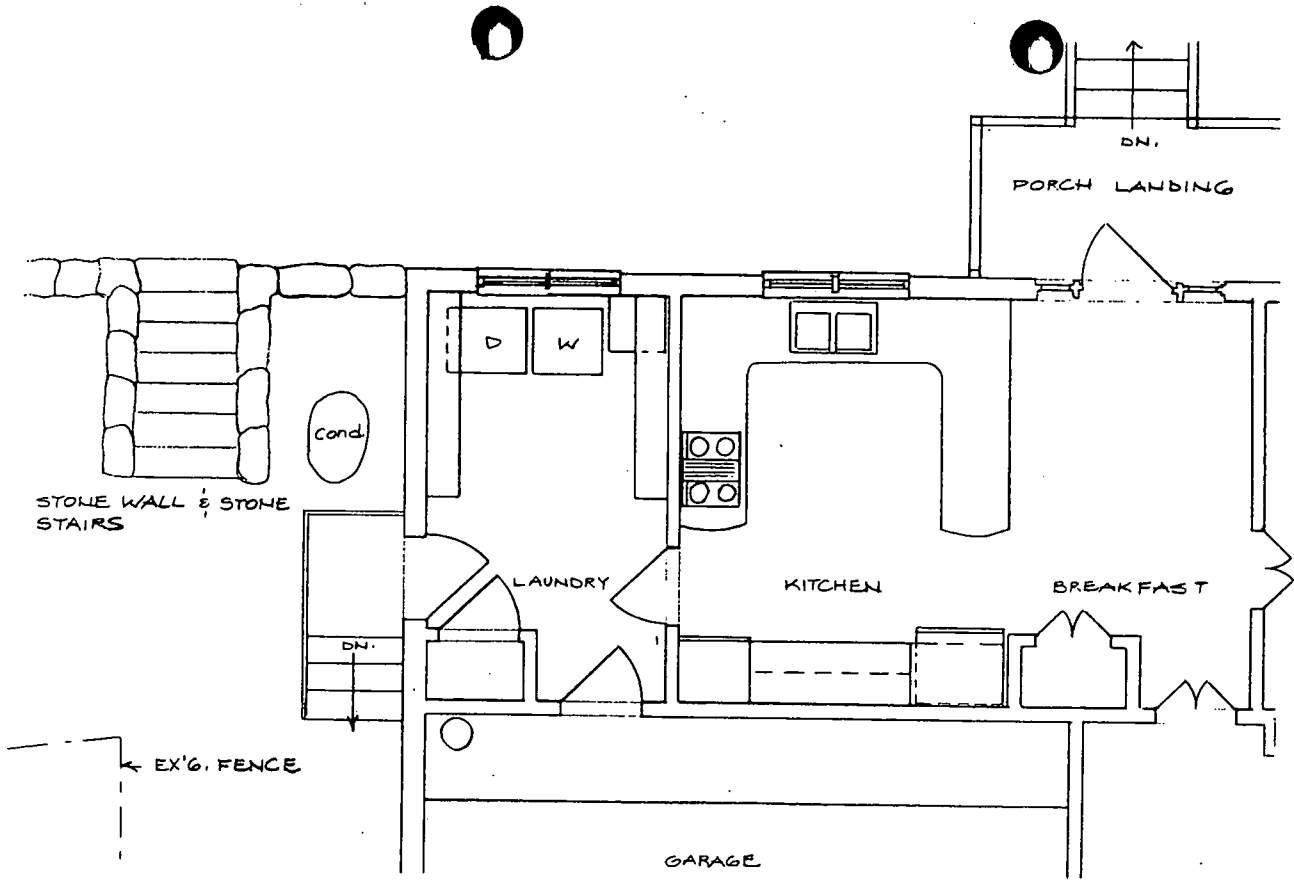 DN.
PORCH LANDING
D
W
Cond
STONE WALL & STONE
STAIRS
LAUNDRY
KITCHEN
BREAKFAST
DN.
EX'G. FENCE
GARAGE